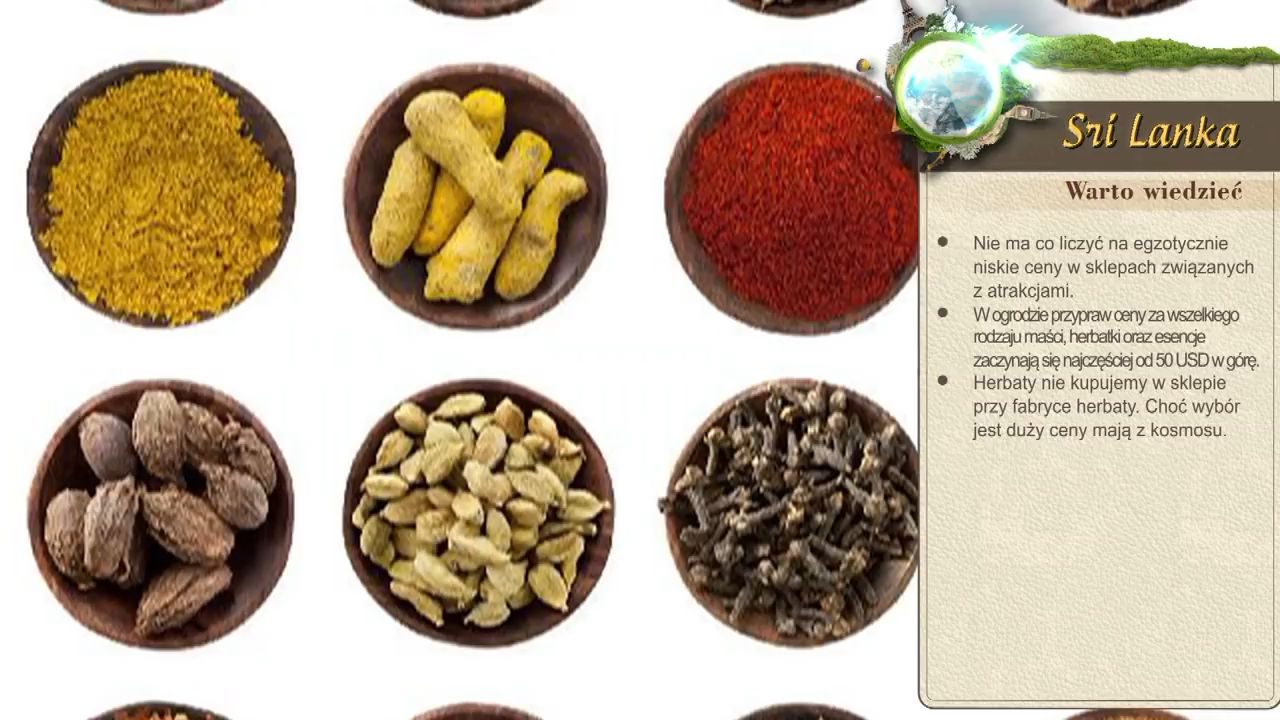 Sri Lanka
Warto wiedzieć
Nie ma co liczyć na egzotycznie
niskie ceny w sklepach związanych
z atrakcjami.
W ogrodzie przypraw ceny za wszelkiego
rodzaju maści, herbatki oraz esencje
zaczynają się najczęściej od 50 USD w górę.
Herbaty nie kupujemy w sklepie
przy fabryce herbaty. Choć wybór
jest duży ceny mają z kosmosu.